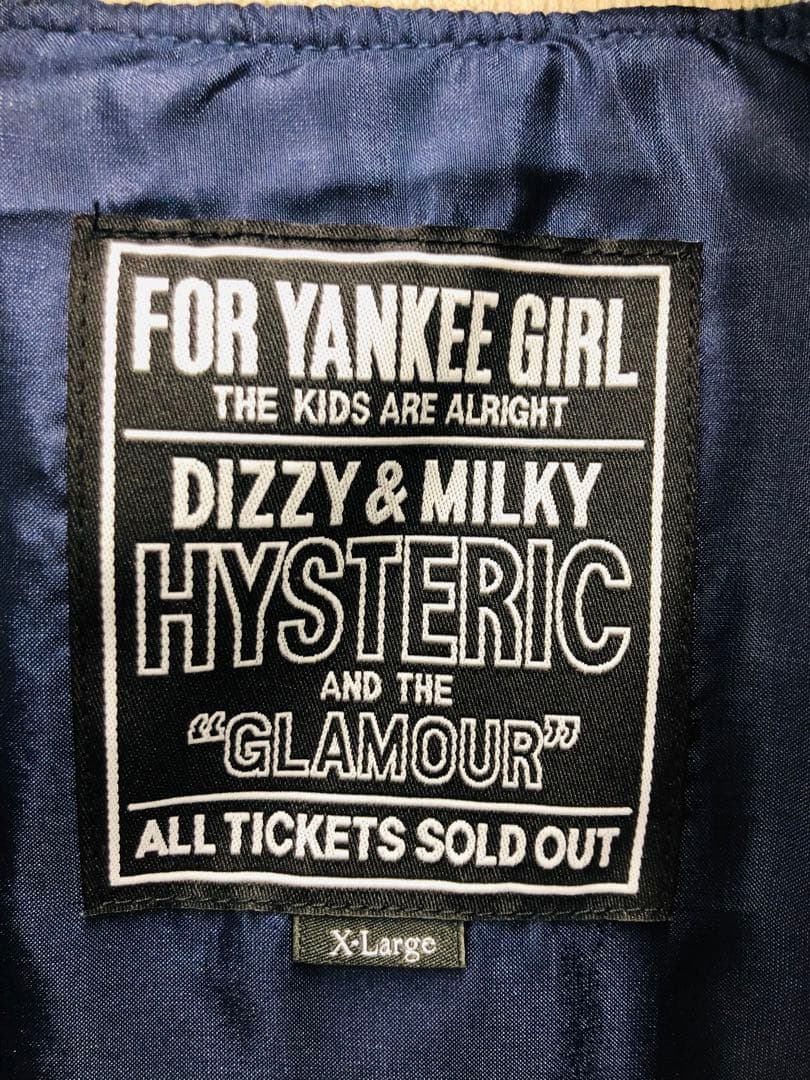 FOR YANKEE GIRL
THE KIDS ARE ALRIGHT
DIZZY & MILKY
HYSTERIC
AND THE
“GLAMOUR”
ALL TICKETS SOLD OUT
X-Large